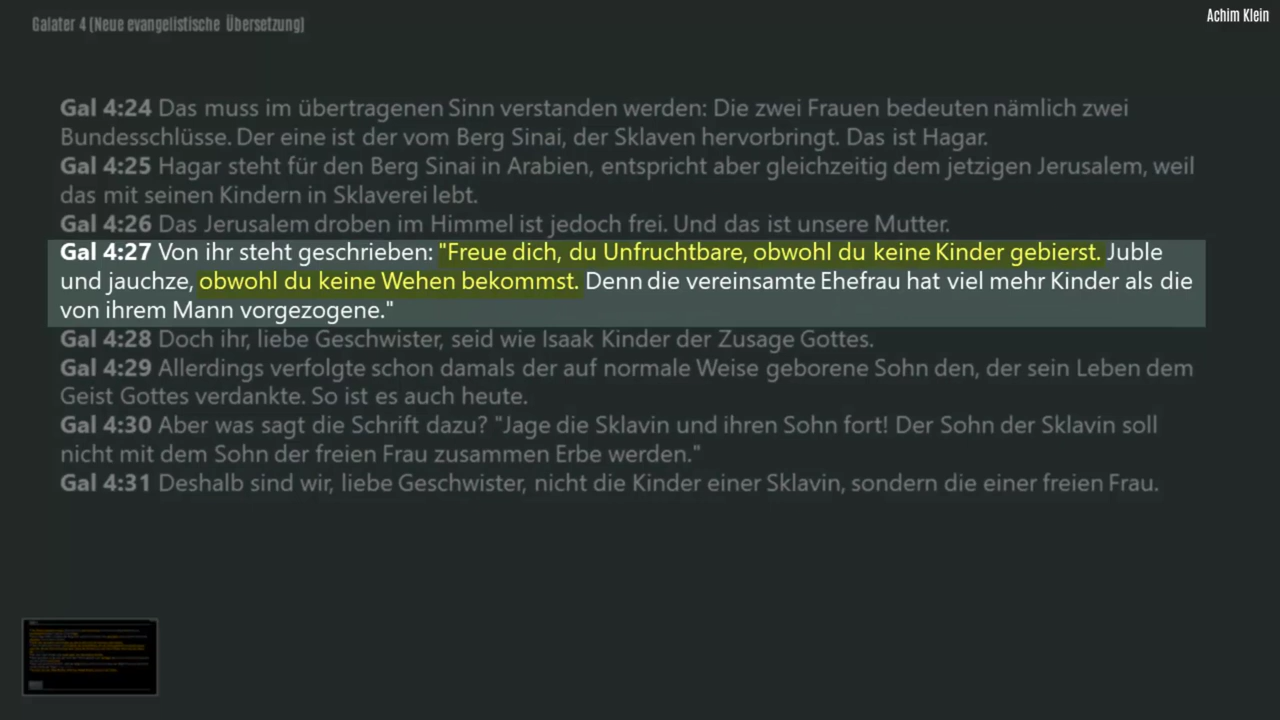 Galater 4 (Neue evangelistische Übersetzung)
Achim Klein
Gal 4:24 Das muss im übertragenen Sinn verstanden werden: Die zwei Frauen bedeuten nämlich zwei
Bundesschlüsse. Der eine ist der vom Berg Sinai, der Sklaven hervorbringt. Das ist Hagar.
Gal 4:25 Hagar steht für den Berg Sinai in Arabien, entspricht aber gleichzeitig dem jetzigen Jerusalem, weil
das mit seinen Kindern in Sklaverei lebt.
Gal 4:26 Das Jerusalem droben im Himmel ist jedoch frei. Und das ist unsere Mutter.
Gal 4:27 Von ihr steht geschrieben: "Freue dich, du Unfruchtbare, obwohl du keine Kinder gebierst. Juble
und jauchze, obwohl du keine Wehen bekommst. Denn die vereinsamte Ehefrau hat viel mehr Kinder als die
von ihrem Mann vorgezogene."
Gal 4:28 Doch ihr, liebe Geschwister, seid wie Isaak Kinder der Zusage Gottes.
Gal 4:29 Allerdings verfolgte schon damals der auf normale Weise geborene Sohn den, der sein Leben dem
Geist Gottes verdankte. So ist es auch heute.
Gal 4:30 Aber was sagt die Schrift dazu? "Jage die Sklavin und ihren Sohn fort! Der Sohn der Sklavin soll
nicht mit dem Sohn der freien Frau zusammen Erbe werden."
Gal 4:31 Deshalb sind wir, liebe Geschwister, nicht die Kinder einer Sklavin, sondern die einer freien Frau.